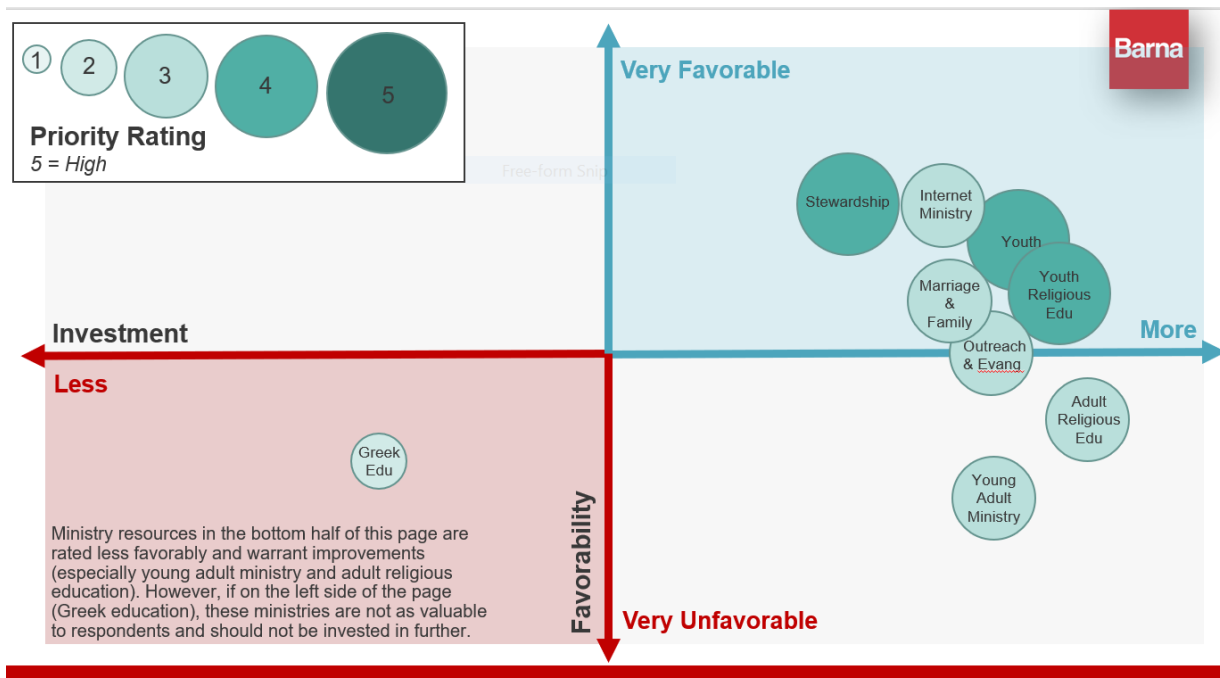 1
2
3
4
5
Priority Rating
5 = High
Barna
Very Favorable
Free-form Snip
Stewardship
Internet
Ministry
Youth
Youth
Religious
Edu
Marriage
&
Family
Outreach
& Evang
Investment
More
Less
Adult
Religious
Edu
Greek
Edu
Young
Adult
Ministry
Favorability
Ministry resources in the bottom half of this page are
rated less favorably and warrant improvements
(especially young adult ministry and adult religious
education). However, if on the left side of the page
(Greek education), these ministries are not as valuable
to respondents and should not be invested in further.
Very Unfavorable